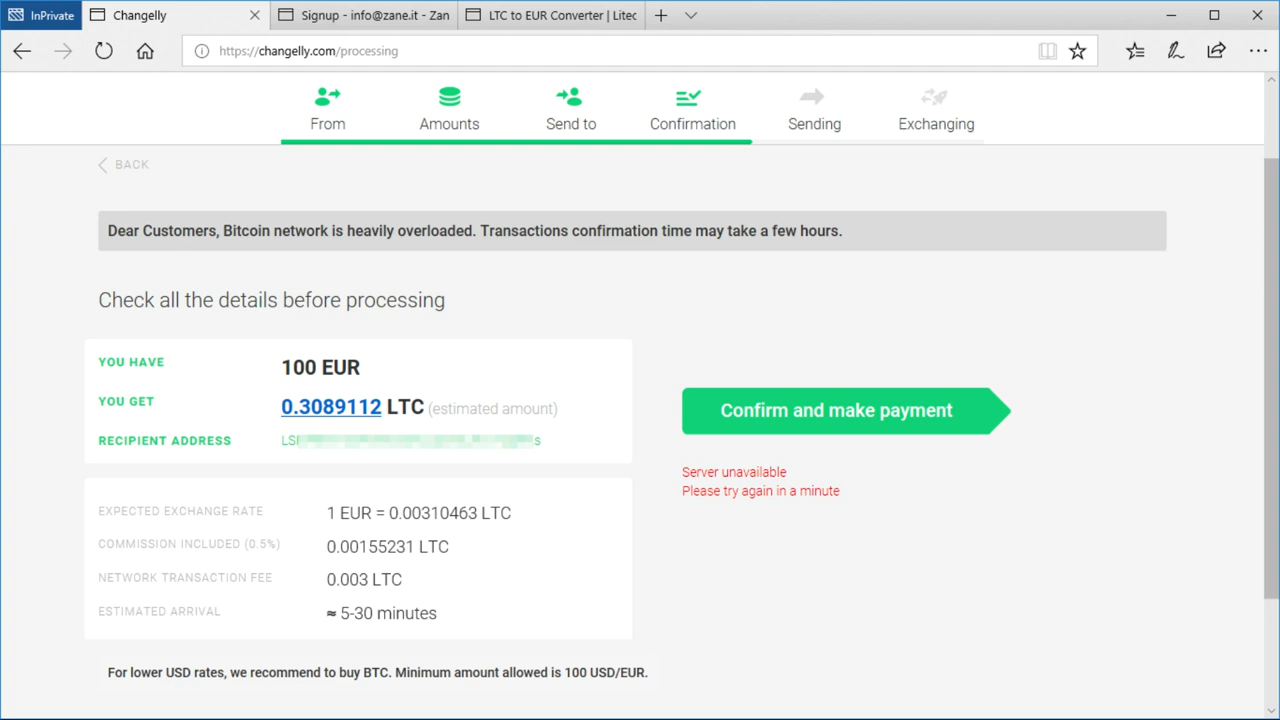 InPrivate
Changelly
Signup - info@zane.it - Zan
LTC to EUR Converter | Litec
https://changelly.com/processing
From
Amounts
Send to
Confirmation
Sending
Exchanging
BACK
Dear Customers, Bitcoin network is heavily overloaded. Transactions confirmation time may take a few hours.
Check all the details before processing
YOU HAVE 100 EUR
YOU GET 0.3089112 LTC (estimated amount)
RECIPIENT ADDRESS
Confirm and make payment
Server unavailable
Please try again in a minute
EXPECTED EXCHANGE RATE 1 EUR = 0.00310463 LTC
COMMISSION INCLUDED (0.5%) 0.00155231 LTC
NETWORK TRANSACTION FEE 0.003 LTC
ESTIMATED ARRIVAL ≈ 5-30 minutes
For lower USD rates, we recommend to buy BTC. Minimum amount allowed is 100 USD/EUR.